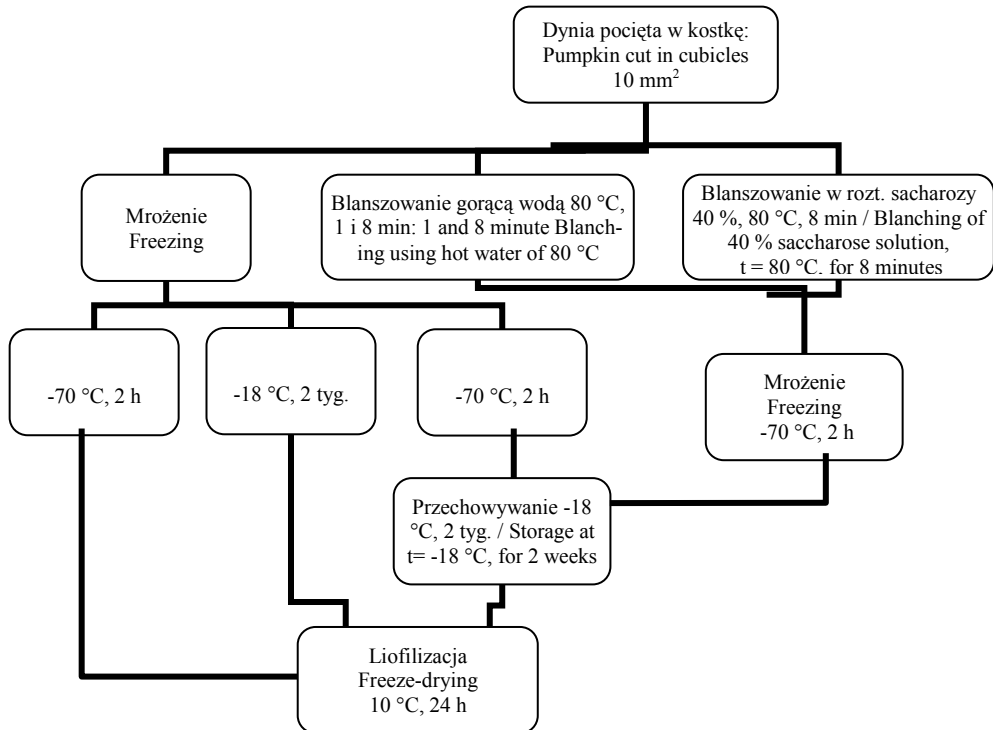 Dynia pocięta w kostkę:
Pumpkin cut in cubicles
10 mm²
Mrożenie
Freezing
Blanszowanie gorącą wodą 80 °C,
1 i 8 min: 1 and 8 minute Blanch-
ing using hot water of 80 °C
Blanszowanie w rozt. sacharozy
40 %, 80 °C, 8 min / Blanching of
40 % saccharose solution,
t = 80 °C. for 8 minutes
-70 °C, 2 h
-18 °C, 2 tyg.
-70 °C, 2 h
Mrożenie
Freezing
-70 °C, 2 h
Przechowywanie -18
°C, 2 tyg. / Storage at
t= -18 °C, for 2 weeks
Liofilizacja
Freeze-drying
10 °C, 24 h